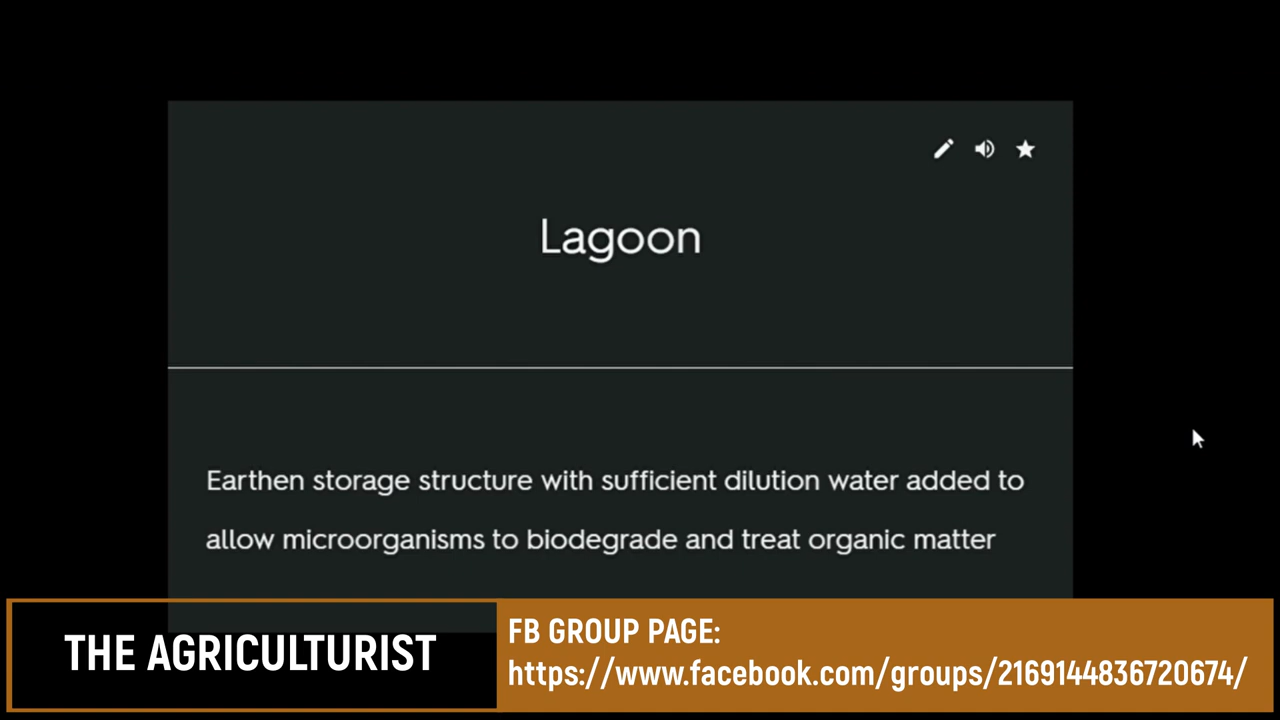 Lagoon
Earthen storage structure with sufficient dilution water added to
allow microorganisms to biodegrade and treat organic matter
THE AGRICULTURIST
FB GROUP PAGE:
https://www.facebook.com/groups/2169144836720674/